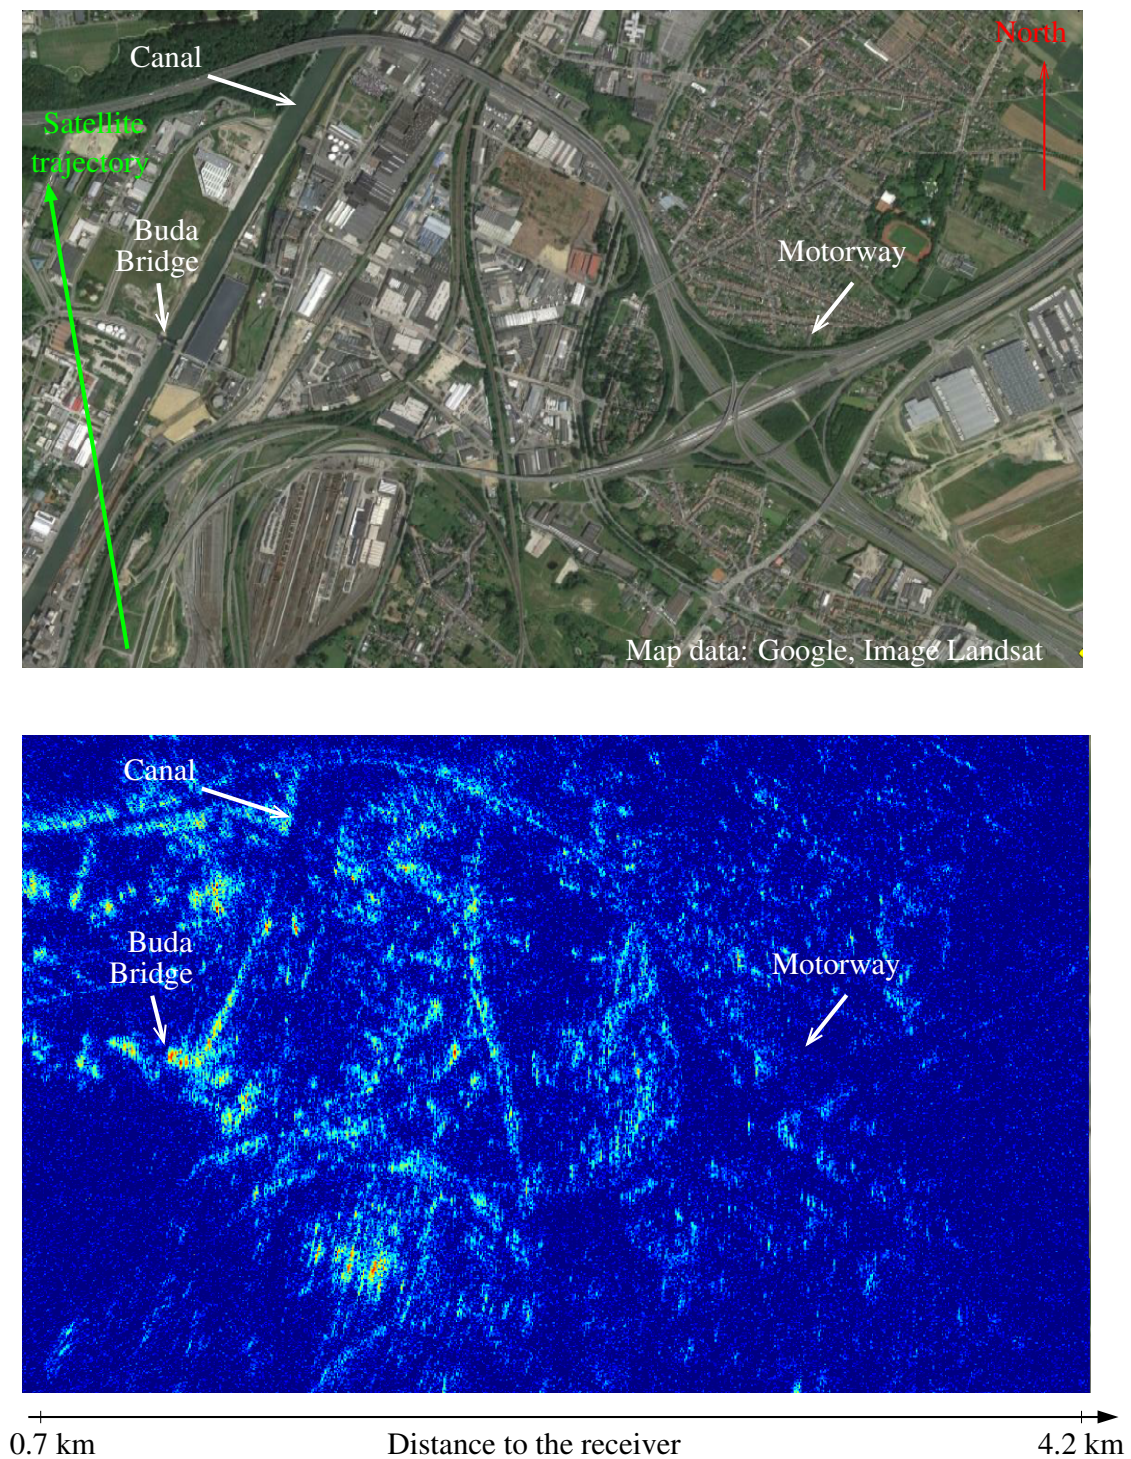 North
Canal
Satellite
trajectory
Buda
Bridge
Motorway
Map data: Google, Image Landsat
Canal
Buda
Bridge
Motorway
0.7 km
Distance to the receiver
4.2 km